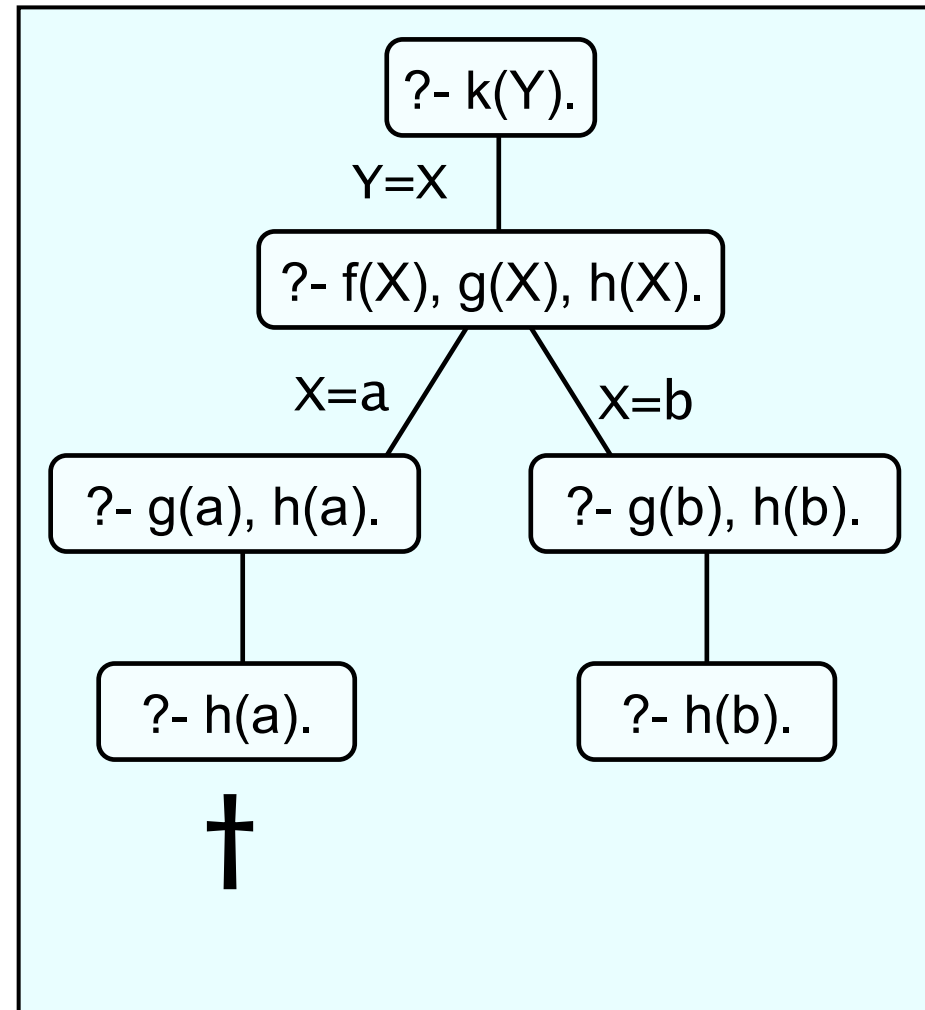 ?- k(Y).
Y=X
?- f(X), g(X), h(X).
X=a
X=b
?- g(a), h(a).
?- g(b), h(b).
?- h(a).
?- h(b).
†